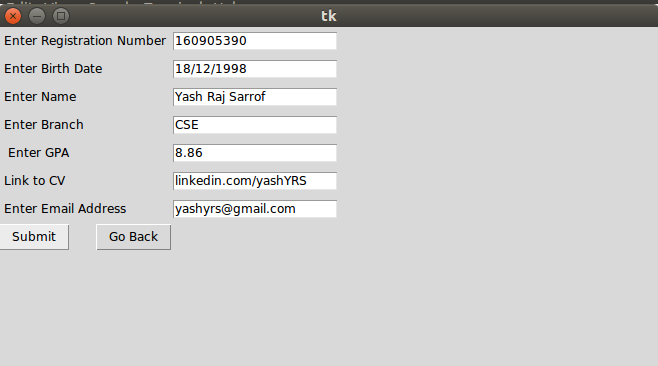 tk
Enter Registration Number 160905390
Enter Birth Date 18/12/1998
Enter Name Yash Raj Sarrof
Enter Branch CSE
Enter GPA 8.86
Link to CV linkedin.com/yashYRS
Enter Email Address yashyrs@gmail.com
Submit Go Back